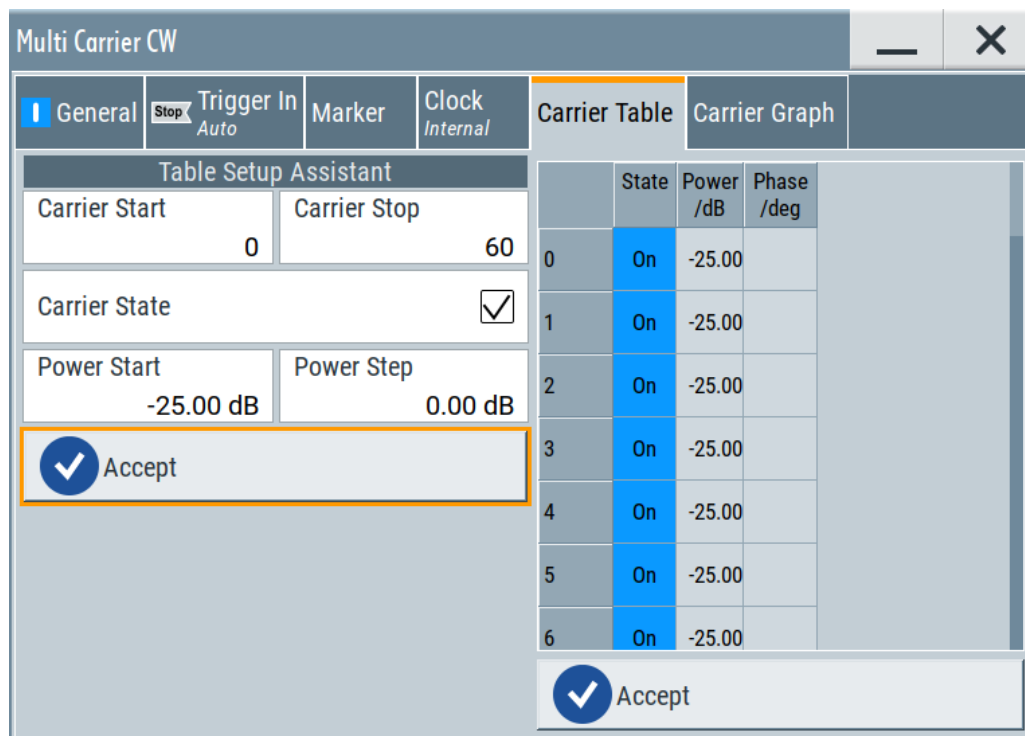 Multi Carrier CW
General
Stop Trigger In
Auto
Marker
Clock
Internal
Carrier Table
Carrier Graph
Table Setup Assistant
Carrier Start
0
Carrier Stop
60
Carrier State
Power Start
-25.00 dB
Power Step
0.00 dB
Accept
State Power /dB Phase /deg
0 On -25.00
1 On -25.00
2 On -25.00
3 On -25.00
4 On -25.00
5 On -25.00
6 On -25.00
Accept